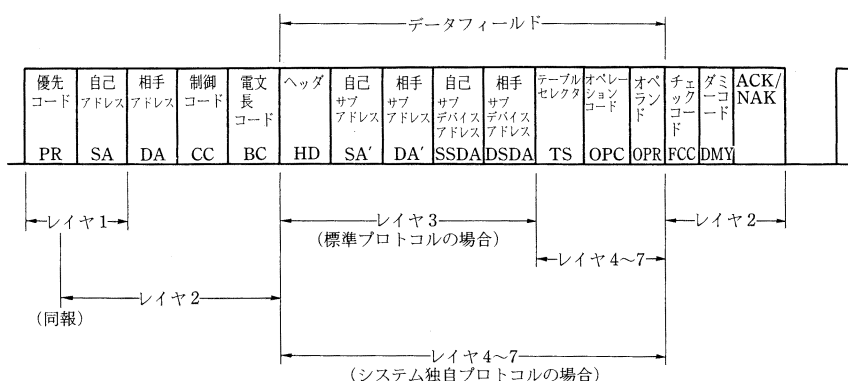 データフィールド
優先コード PR
自己アドレス SA
相手アドレス DA
制御コード CC
電文長コード BC
ヘッダ HD
自己サブアドレス SA′
相手サブアドレス DA′
自己サブデバイスアドレス SSDA
相手サブデバイスアドレス DSDA
テーブルセレクタ TS
オペレーションコード OPC
オペランド OPR
チェックコード FCC
ダミーコード DMY
ACK/NAK
レイヤ1
レイヤ3
(標準プロトコルの場合)
レイヤ2
レイヤ4～7
レイヤ2
(同報)
レイヤ4～7
(システム独自プロトコルの場合)